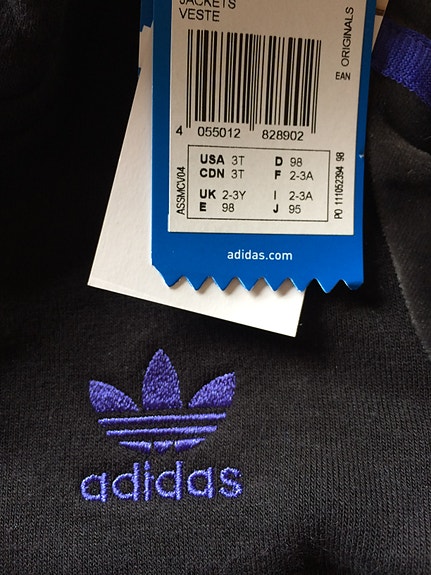 JACKETS
VESTE
ORIGINALS
EAN
4 055012 828902
USA 3T D 98
CDN 3T F 2-3A
UK 2-3Y I 2-3A
E 98 J 95
ASSMCV04
PO 111052394 98
adidas.com
adidas